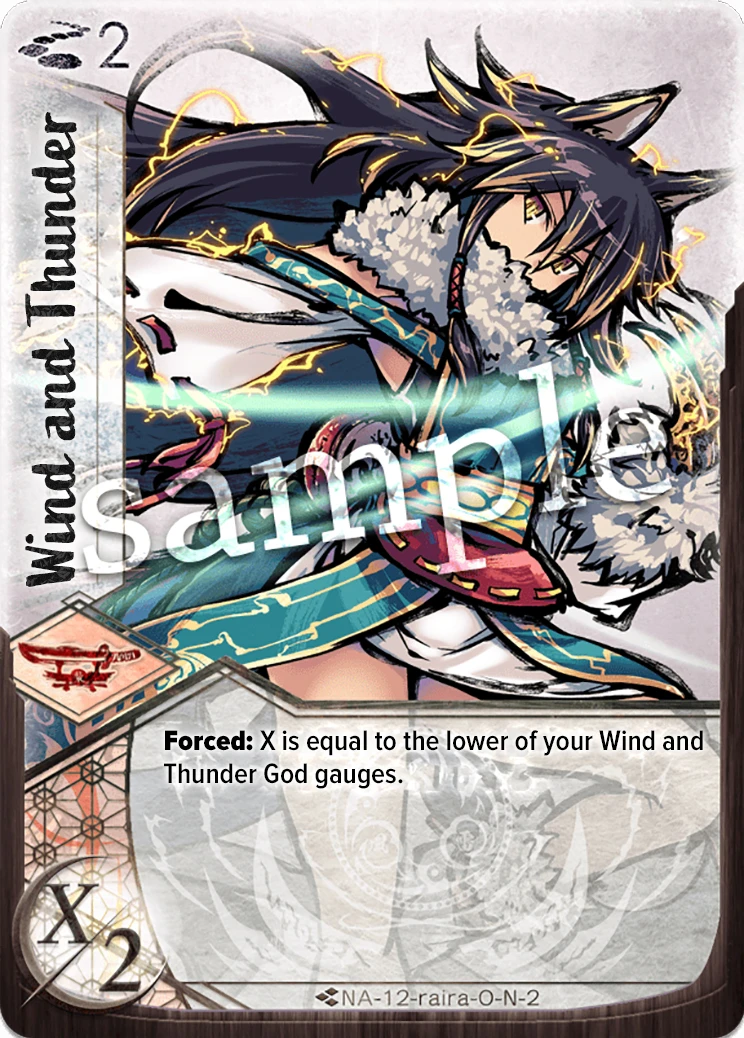 2
Wind and Thunder
sample
Forced: X is equal to the lower of your Wind and
Thunder God gauges.
X/2
NA-12-raira-O-N-2